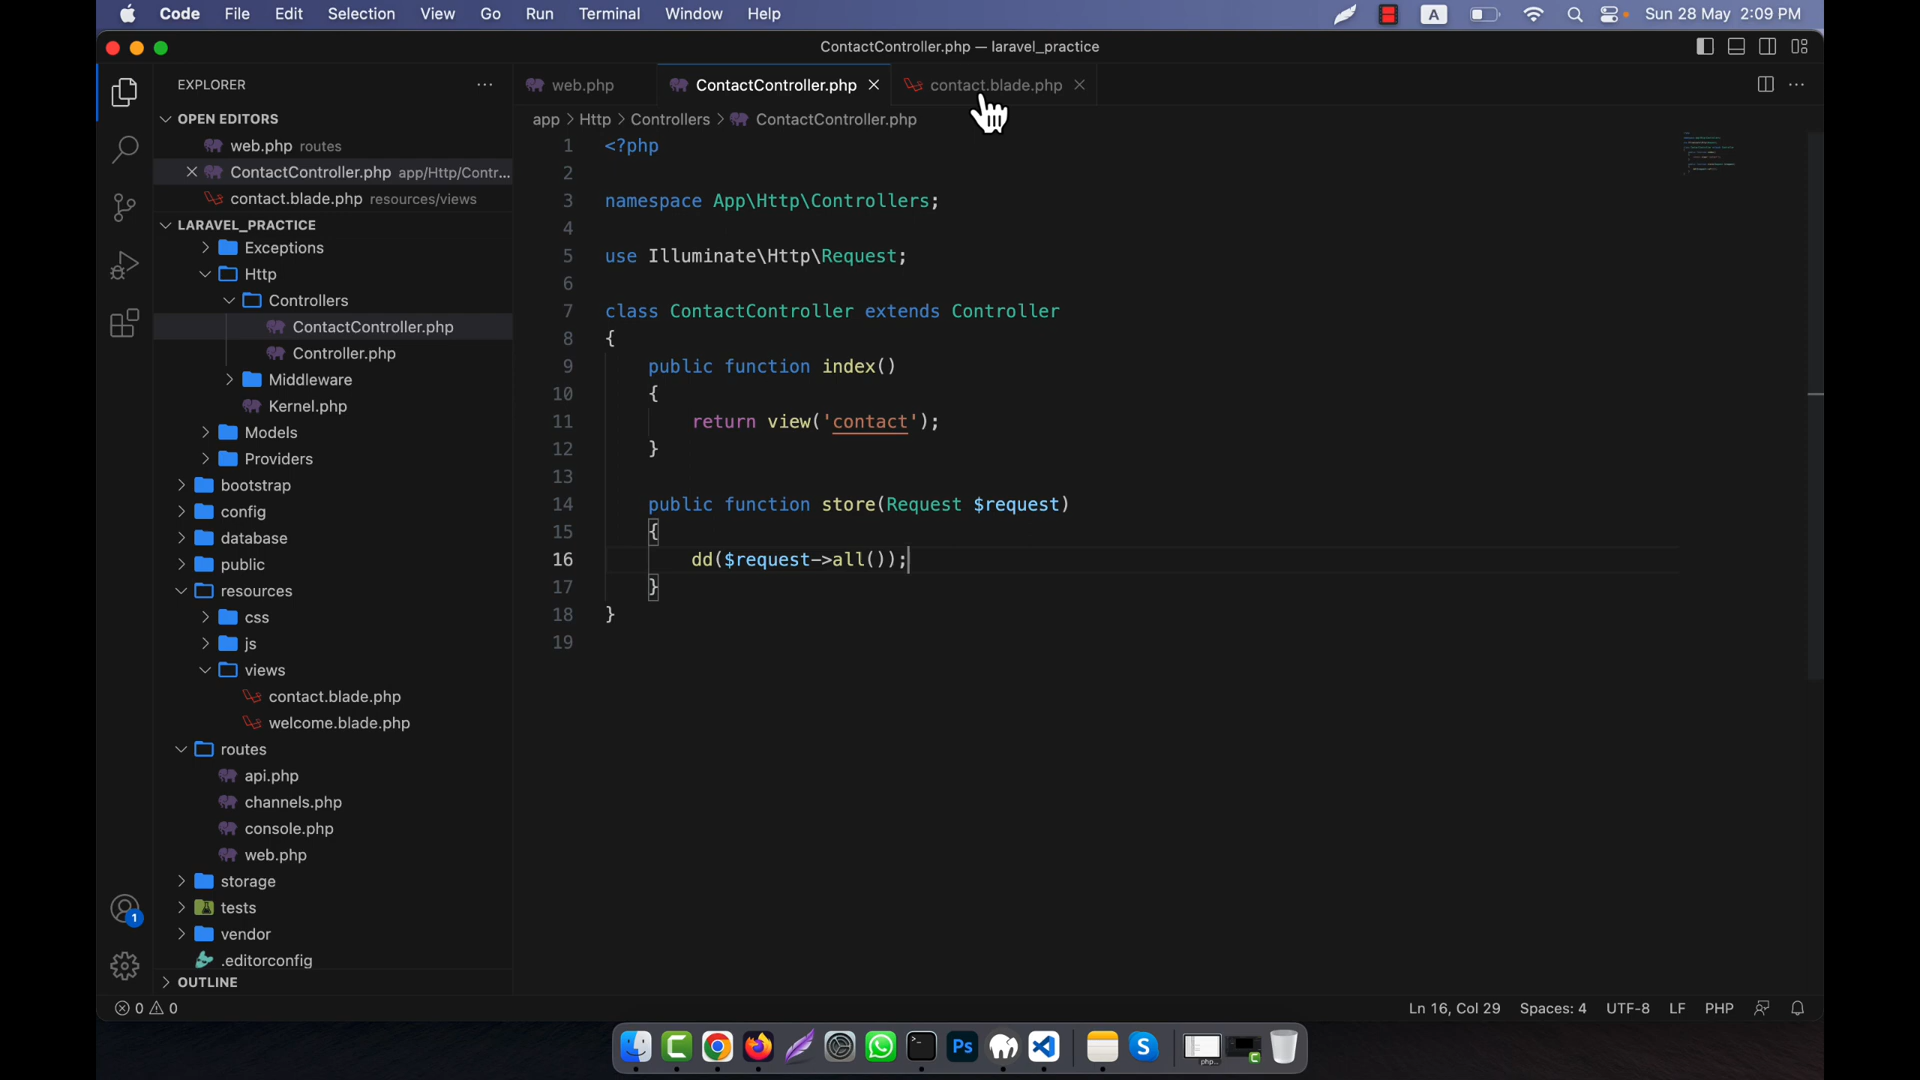 Code File Edit Selection View Go Run Terminal Window Help A Sun 28 May 2:09 PM
ContactController.php — laravel_practice
EXPLORER ···
OPEN EDITORS
web.php routes
ContactController.php app/Http/Contr...
contact.blade.php resources/views
LARAVEL_PRACTICE
Exceptions
Http
Controllers
ContactController.php
Controller.php
Middleware
Kernel.php
Models
Providers
bootstrap
config
database
public
resources
css
js
views
contact.blade.php
welcome.blade.php
routes
api.php
channels.php
console.php
web.php
storage
tests
vendor
.editorconfig
OUTLINE
1
web.php ContactController.php contact.blade.php
app > Http > Controllers > ContactController.php
1 <?php
2
3 namespace App\Http\Controllers;
4
5 use Illuminate\Http\Request;
6
7 class ContactController extends Controller
8 {
9 public function index()
10 {
11 return view('contact');
12 }
13
14 public function store(Request $request)
15 {
16 dd($request->all());
17 }
18 }
19
0 0 Ln 16, Col 29 Spaces: 4 UTF-8 LF PHP
Ps
S
php...